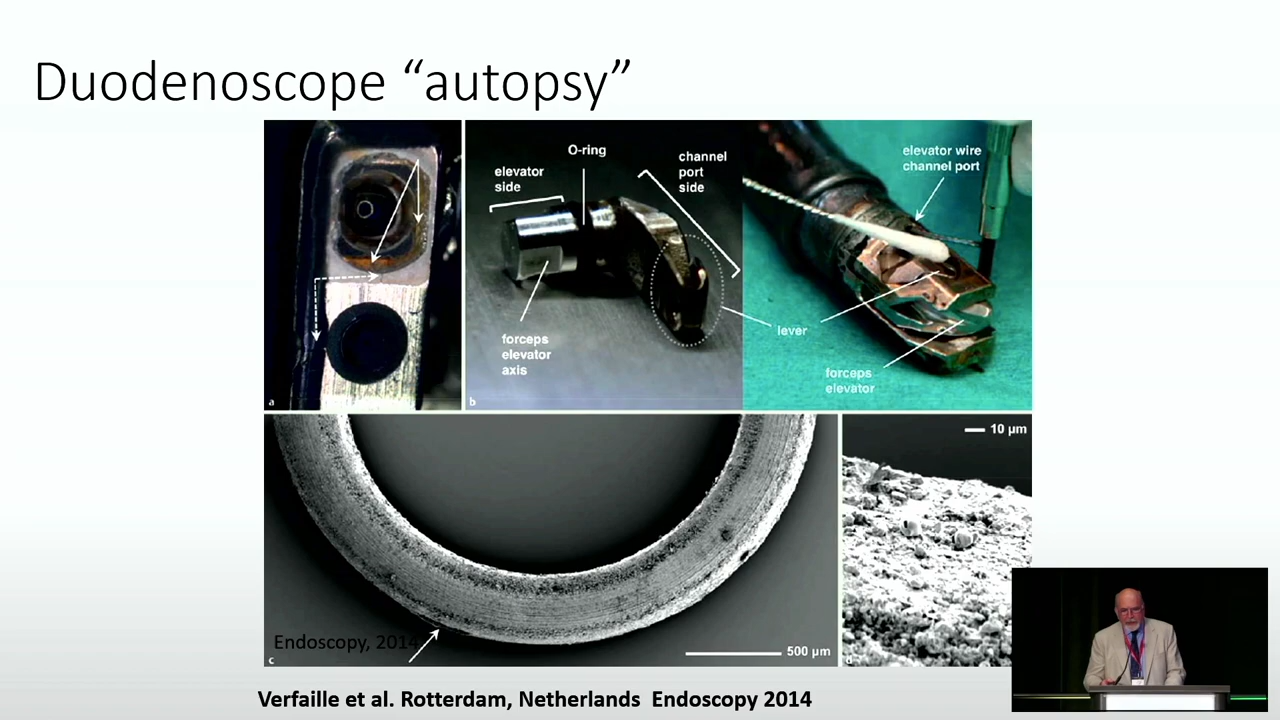 Duodenoscope “autopsy”
O-ring
elevator
side
channel
port
side
elevator wire
channel port
forceps
elevator
axis
lever
forceps
elevator
a
b
10 µm
Endoscopy, 2014
500 µm
c
d
Verfaille et al. Rotterdam, Netherlands Endoscopy 2014